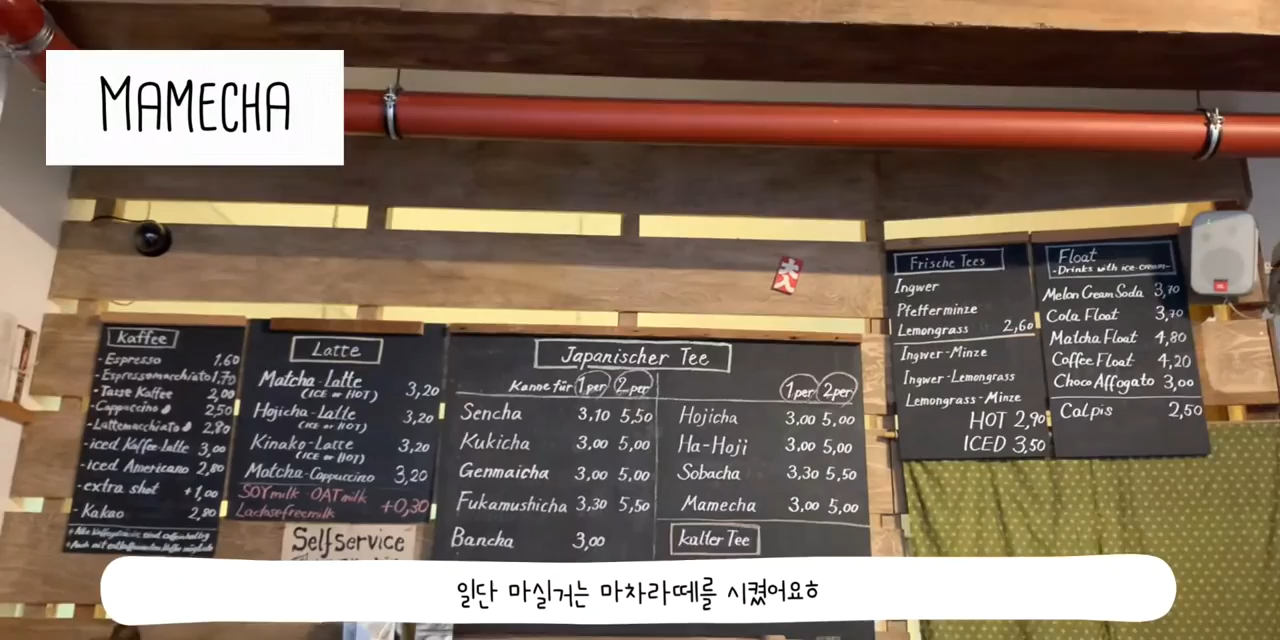 MAMECHA
Kaffee
- Espresso 1,60
- Espressomacchiato 1,70
- Tasse Kaffee 2,00
- Cappuccino 2,50
- Lattemacchiato 2,80
- iced Kaffee-Latte 3,00
- iced Americano 2,80
- extra shot +1,00
- Kakao 2,80
Latte
Matcha-Latte 3,20
(ICE or HOT)
Hojicha-Latte 3,20
(ICE or HOT)
Kinako-Latte 3,20
(ICE or HOT)
Matcha-Cappuccino 3,20
SOYmilk OATmilk
Lactosefreemilk +0,30
Selfservice
Japanischer Tee
Kanne für 1per 2per
Sencha 3,10 5,50
Kukicha 3,00 5,00
Genmaicha 3,00 5,00
Fukamushicha 3,30 5,50
Bancha 3,00
1per 2per
Hojicha 3,00 5,00
Ha-Hoji 3,00 5,00
Sobacha 3,30 5,50
Mamecha 3,00 5,00
kalter Tee
Frische Tees
Ingwer
Pfefferminze
Lemongrass 2,60
Ingwer-Minze
Ingwer-Lemongrass
Lemongrass-Minze
HOT 2,90
ICED 3,50
Float
-Drinks with ice-cream-
Melon Cream Soda 3,70
Cola Float 3,70
Matcha Float 4,80
Coffee Float 4,20
Choco Affogato 3,00
Calpis 2,50
JBL
일단 마실거는 마차라떼를 시켰어요ㅎ